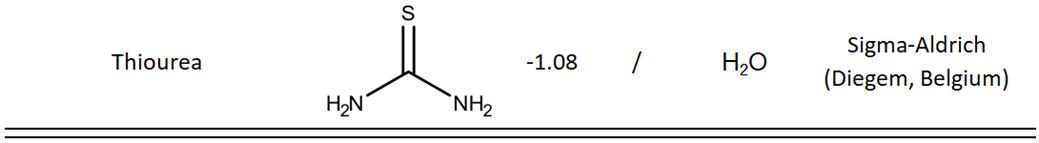 Thiourea
S
H₂N
NH₂
-1.08
/
H₂O
Sigma-Aldrich
(Diegem, Belgium)